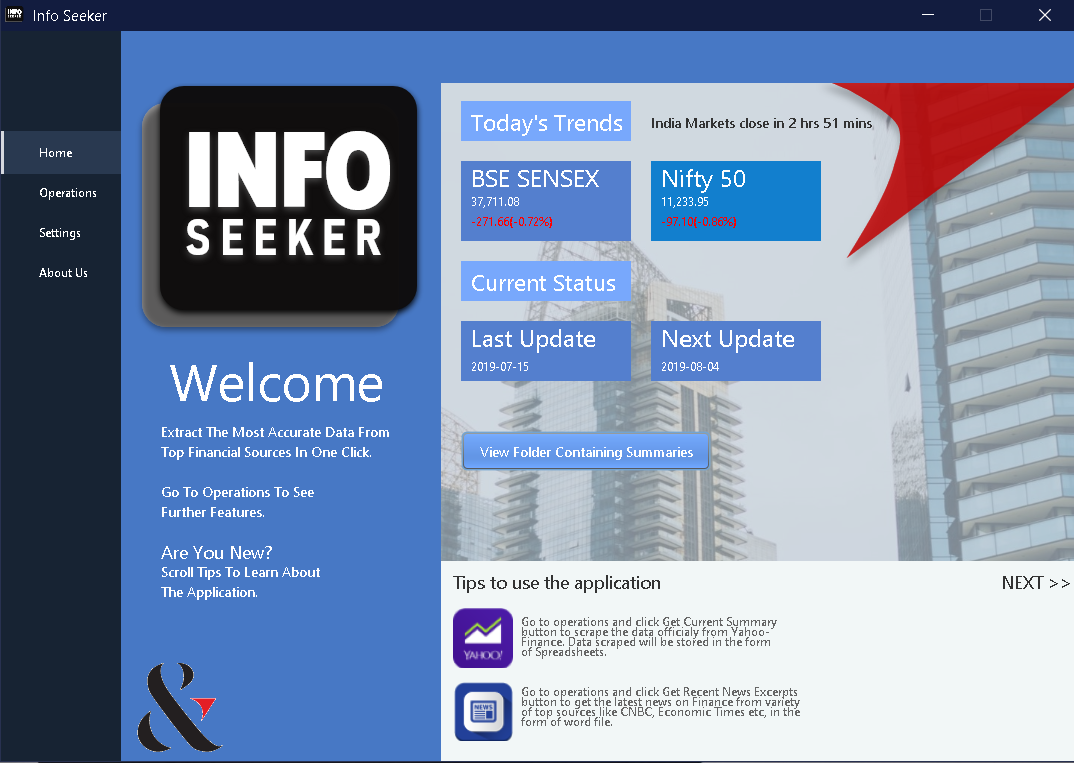 INFO
SEEKER
Info Seeker
Home
Operations
Settings
About Us
INFO
SEEKER
Welcome
Extract The Most Accurate Data From
Top Financial Sources In One Click.
Go To Operations To See
Further Features.
Are You New?
Scroll Tips To Learn About
The Application.
Today's Trends
India Markets close in 2 hrs 51 mins
BSE SENSEX
37,711.08
-271.66(-0.72%)
Nifty 50
11,233.95
-97.10(-0.86%)
Current Status
Last Update
2019-07-15
Next Update
2019-08-04
View Folder Containing Summaries
Tips to use the application
NEXT >>
YAHOO!
Go to operations and click Get Current Summary
button to scrape the data officialy from Yahoo-
Finance. Data scraped will be stored in the form
of Spreadsheets.
NEWS
Go to operations and click Get Recent News Excerpts
button to get the latest news on Finance from variety
of top sources like CNBC, Economic Times etc, in the
form of word file.
&